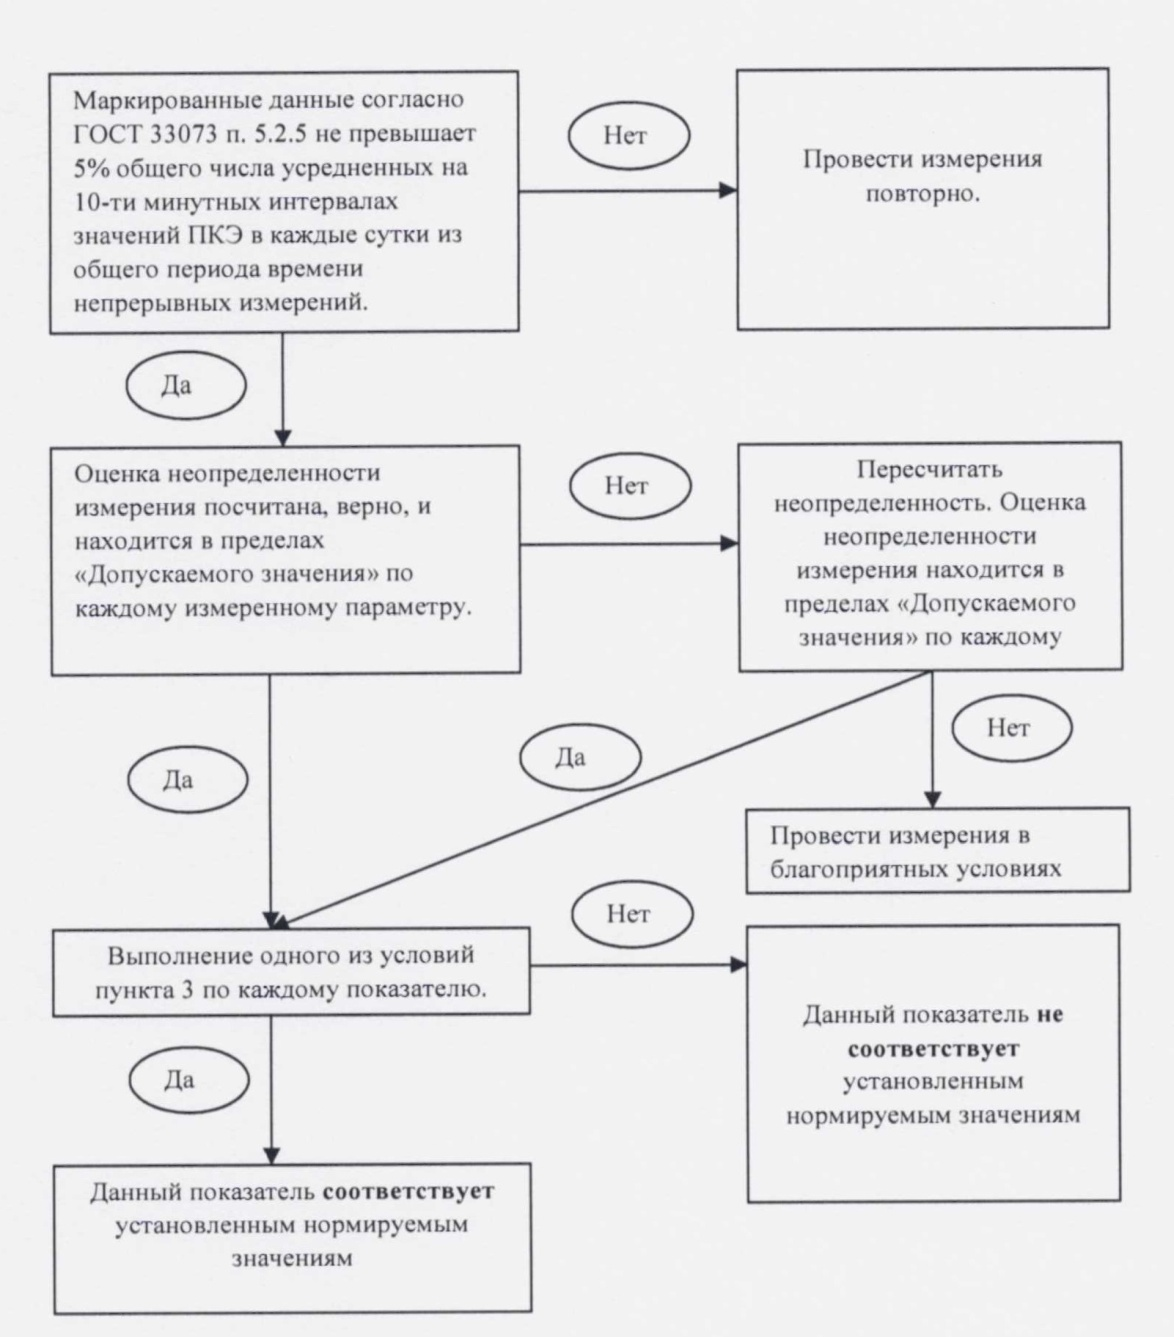 Маркированные данные согласно
ГОСТ 33073 п. 5.2.5 не превышает
5% общего числа усредненных на
10-ти минутных интервалах
значений ПКЭ в каждые сутки из
общего периода времени
непрерывных измерений.
Нет
Провести измерения
повторно.
Да
Оценка неопределенности
измерения посчитана, верно, и
находится в пределах
«Допускаемого значения» по
каждому измеренному параметру.
Нет
Пересчитать
неопределенность. Оценка
неопределенности
измерения находится в
пределах «Допускаемого
значения» по каждому
Да
Да
Нет
Провести измерения в
благоприятных условиях
Выполнение одного из условий
пункта 3 по каждому показателю.
Нет
Данный показатель не
соответствует
установленным
нормируемым значениям
Да
Данный показатель соответствует
установленным нормируемым
значениям